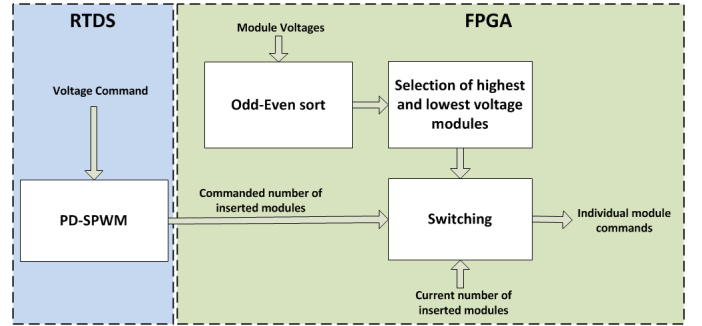 RTDS
FPGA
Module Voltages
Voltage Command
Odd-Even sort
Selection of highest
and lowest voltage
modules
PD-SPWM
Commanded number of
inserted modules
Switching
Individual module
commands
Current number of
inserted modules